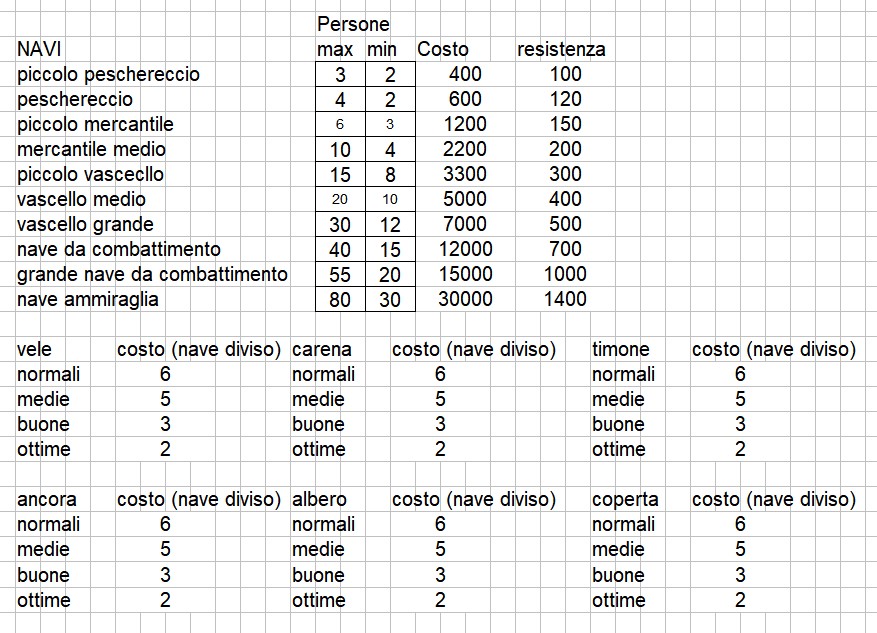 Persone
NAVI max min Costo resistenza
piccolo peschereccio 3 2 400 100
peschereccio 4 2 600 120
piccolo mercantile 6 3 1200 150
mercantile medio 10 4 2200 200
piccolo vascecllo 15 8 3300 300
vascello medio 20 10 5000 400
vascello grande 30 12 7000 500
nave da combattimento 40 15 12000 700
grande nave da combattimento 55 20 15000 1000
nave ammiraglia 80 30 30000 1400
vele costo (nave diviso) carena costo (nave diviso) timone costo (nave diviso)
normali 6 normali 6 normali 6
medie 5 medie 5 medie 5
buone 3 buone 3 buone 3
ottime 2 ottime 2 ottime 2
ancora costo (nave diviso) albero costo (nave diviso) coperta costo (nave diviso)
normali 6 normali 6 normali 6
medie 5 medie 5 medie 5
buone 3 buone 3 buone 3
ottime 2 ottime 2 ottime 2